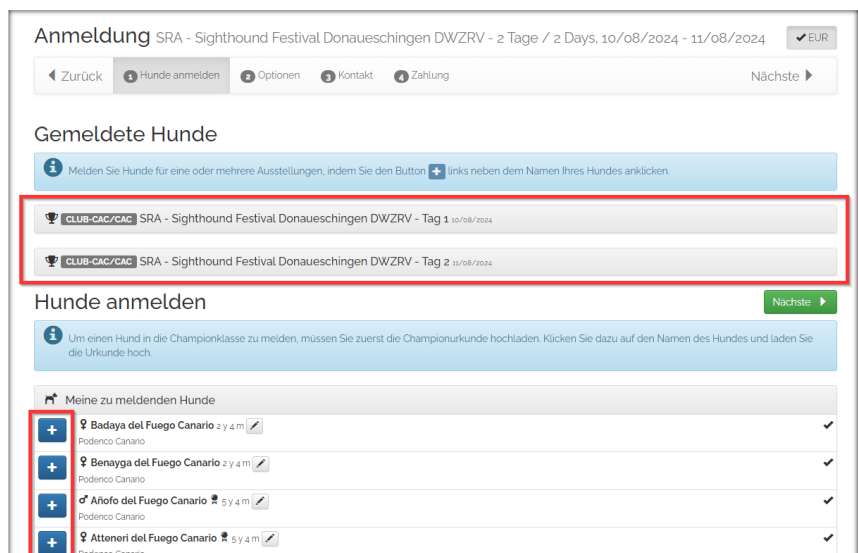 Anmeldung SRA - Sighthound Festival Donaueschingen DWZRV - 2 Tage / 2 Days, 10/08/2024 - 11/08/2024 EUR
Zurück 1 Hunde anmelden 2 Optionen 3 Kontakt 4 Zahlung Nächste
Gemeldete Hunde
Melden Sie Hunde für eine oder mehrere Ausstellungen, indem Sie den Button + links neben dem Namen Ihres Hundes anklicken.
CLUB-CAC/CAC SRA - Sighthound Festival Donaueschingen DWZRV - Tag 1 10/08/2024
CLUB-CAC/CAC SRA - Sighthound Festival Donaueschingen DWZRV - Tag 2 11/08/2024
Hunde anmelden Nächste
Um einen Hund in die Championklasse zu melden, müssen Sie zuerst die Championurkunde hochladen. Klicken Sie dazu auf den Namen des Hundes und laden Sie
die Urkunde hoch.
Meine zu meldenden Hunde
+ ♀ Badaya del Fuego Canario 2 y 4 m
Podenco Canario
+ ♀ Benayga del Fuego Canario 2 y 4 m
Podenco Canario
+ ♂ Añofo del Fuego Canario 5 y 4 m
Podenco Canario
+ ♀ Atteneri del Fuego Canario 5 y 4 m
Podenco Canario